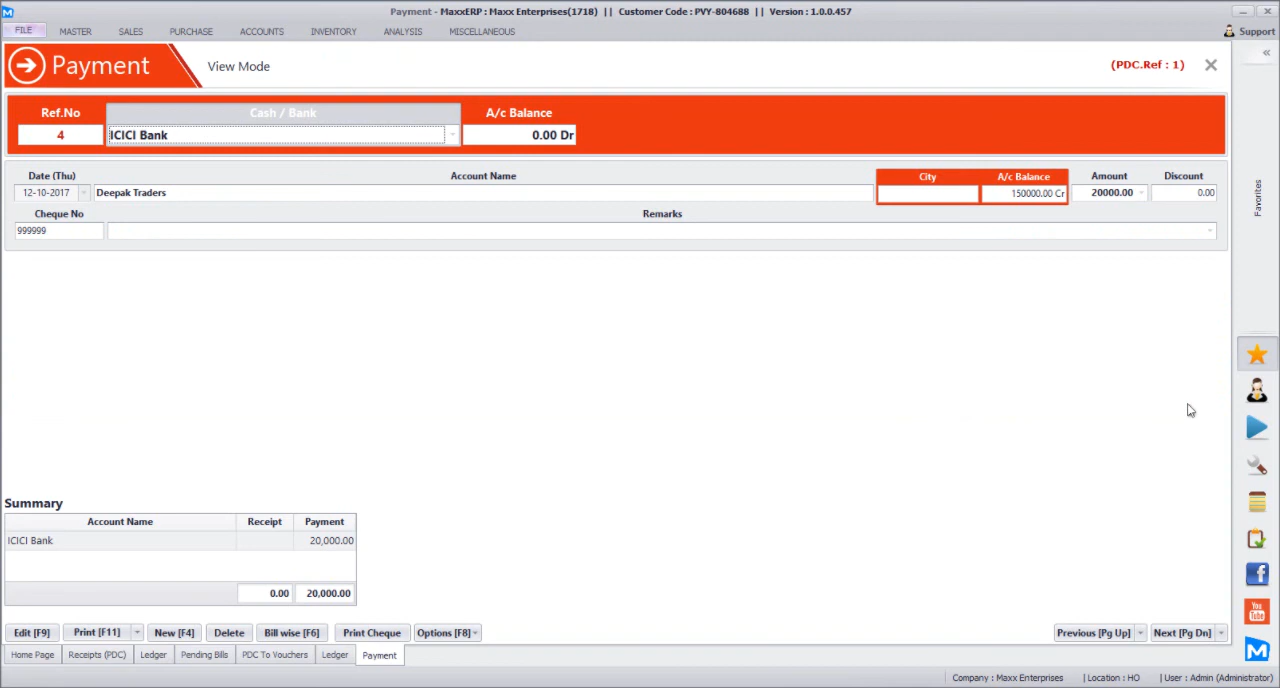 Payment - MaxxERP : Maxx Enterprises(1718) || Customer Code : PVY-804688 || Version : 1.0.0.457
FILE MASTER SALES PURCHASE ACCOUNTS INVENTORY ANALYSIS MISCELLANEOUS Support
Payment View Mode (PDC.Ref : 1)
Ref.No Cash / Bank A/c Balance
4 ICICI Bank 0.00 Dr
Date (Thu) Account Name City A/c Balance Amount Discount
12-10-2017 Deepak Traders 150000.00 Cr 20000.00 0.00
Cheque No Remarks
999999
Favorites
Summary
Account Name Receipt Payment
ICICI Bank 20,000.00
0.00 20,000.00
You
Tube
Edit [F9] Print [F11] New [F4] Delete Bill wise [F6] Print Cheque Options [F8] Previous [Pg Up] Next [Pg Dn]
Home Page Receipts (PDC) Ledger Pending Bills PDC To Vouchers Ledger Payment
Company : Maxx Enterprises | Location : HO | User : Admin (Administrator)